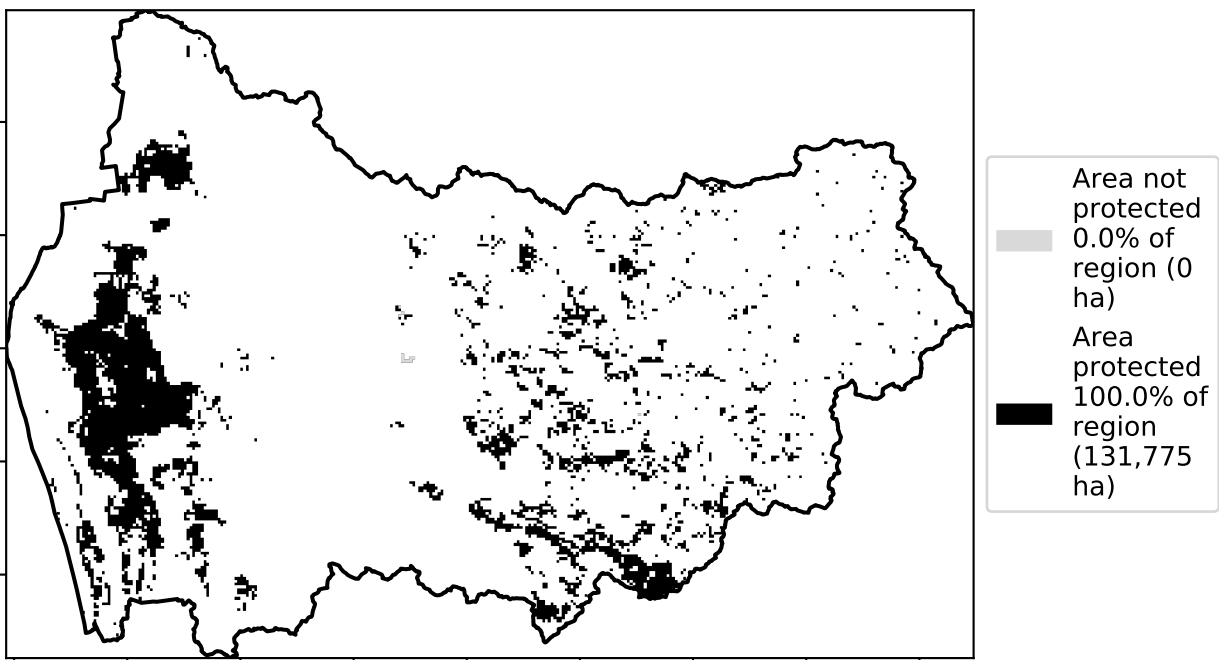 Area not
protected
0.0% of
region (0
ha)
Area
protected
100.0% of
region
(131,775
ha)